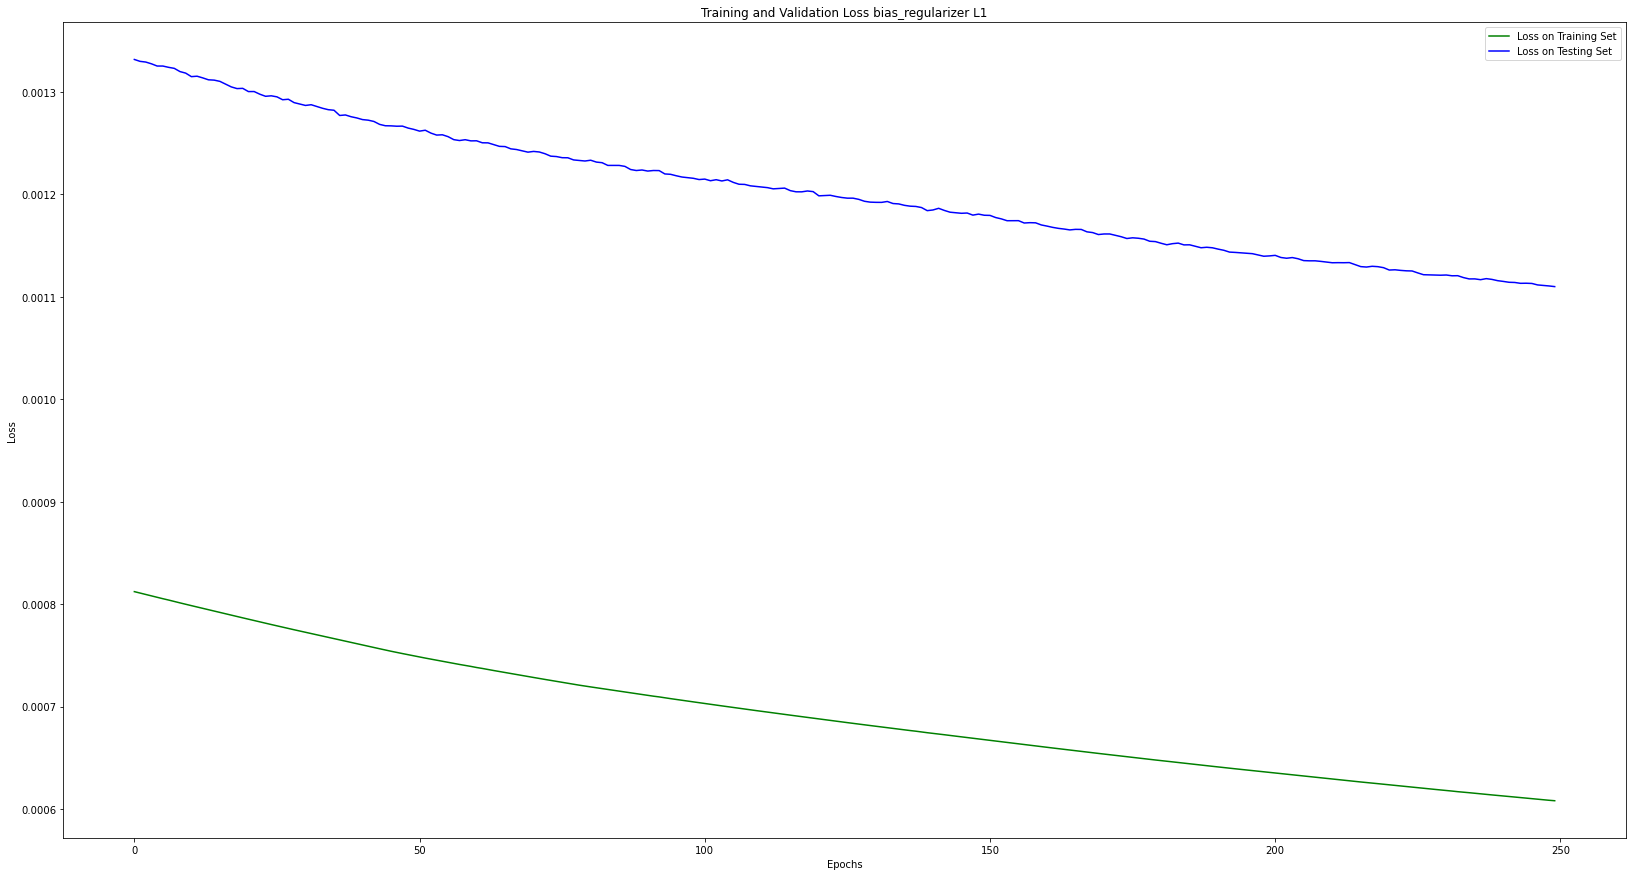 Training and Validation Loss bias_regularizer L1
Loss on Training Set
Loss on Testing Set
0.0013
0.0012
0.0011
0.0010
0.0009
0.0008
0.0007
0.0006
Loss
0 50 100 150 200 250
Epochs